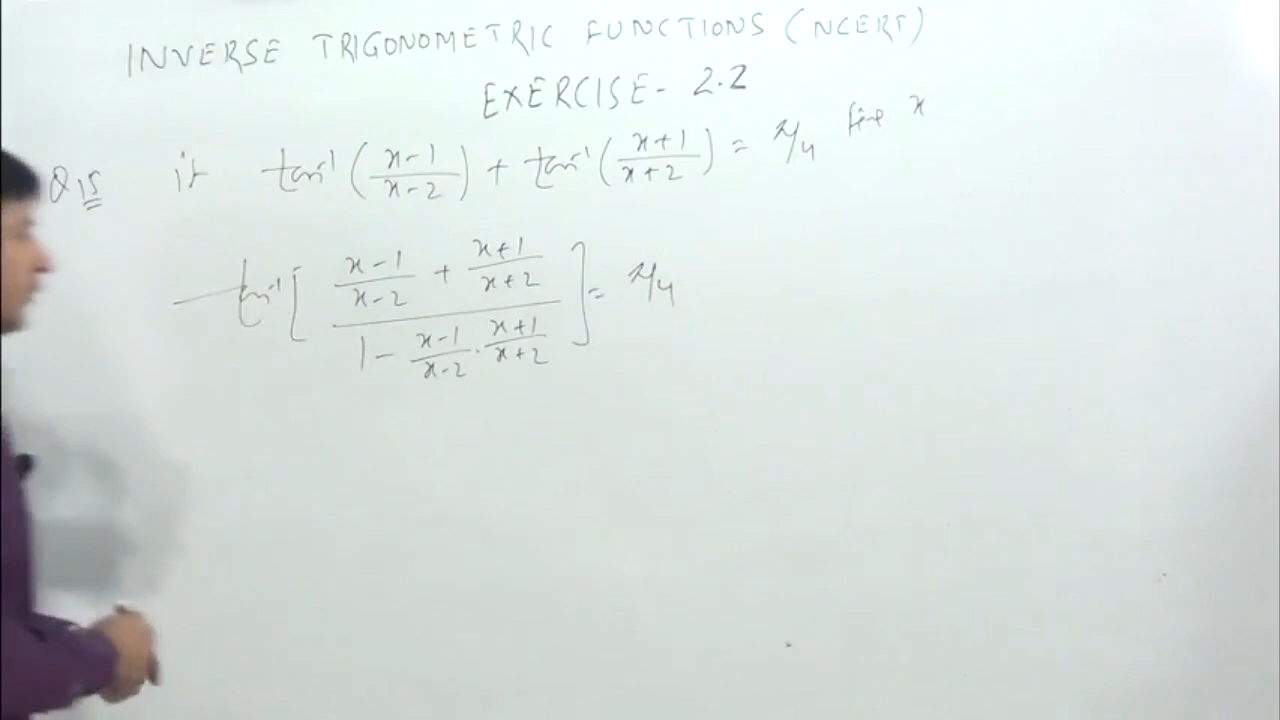 INVERSE TRIGONOMETRIC FUNCTIONS (NCERT)
EXERCISE- 2.2
Q 15 if tan⁻¹ ((x-1)/(x-2)) + tan⁻¹ ((x+1)/(x+2)) = π/4 find x
tan⁻¹ [ ((x-1)/(x-2) + (x+1)/(x+2)) / (1 - (x-1)/(x-2) · (x+1)/(x+2)) ] = π/4